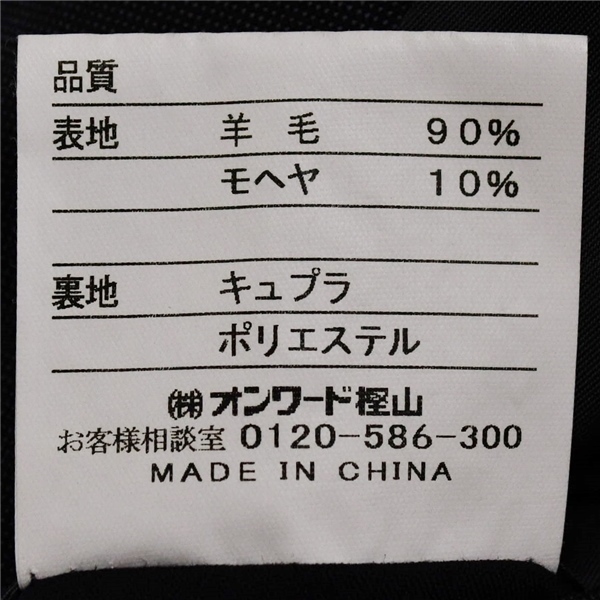 品質
表地 羊毛 90%
モヘヤ 10%
裏地 キュプラ
ポリエステル
㈱オンワード樫山
お客様相談室 0120-586-300
MADE IN CHINA